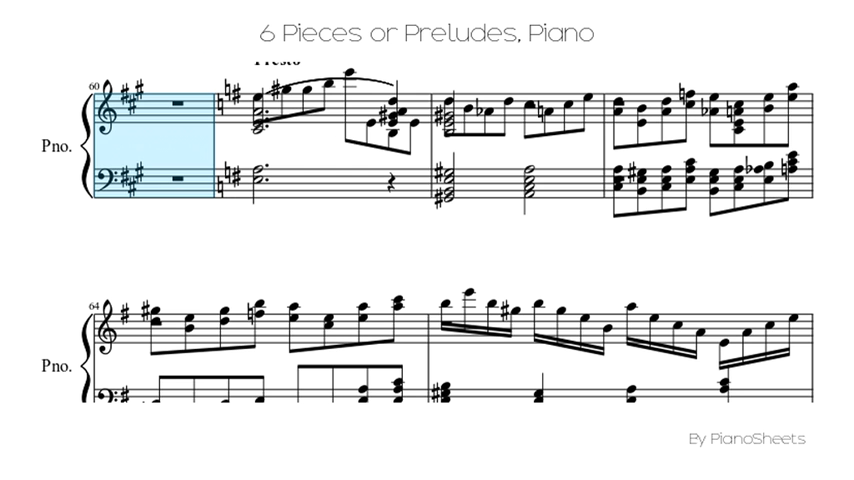 6 Pieces or Preludes, Piano
Presto
60
Pno.
64
Pno.
By PianoSheets